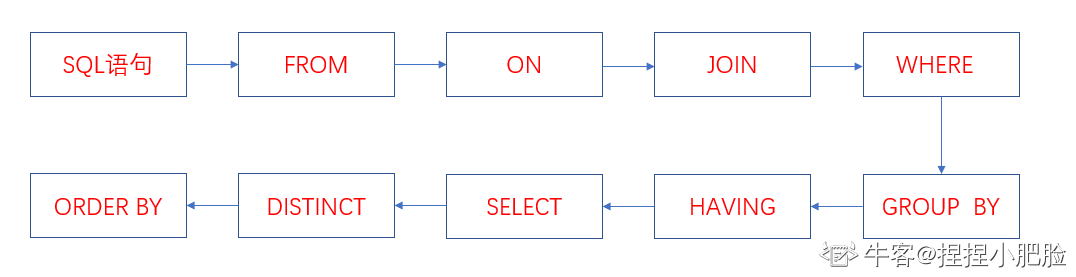 SQL语句
FROM
ON
JOIN
WHERE
GROUP BY
HAVING
SELECT
DISTINCT
ORDER BY
牛客@捏捏小肥脸